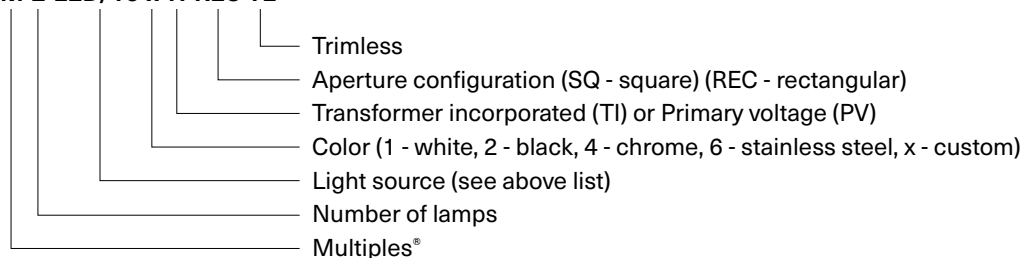 Trimless
Aperture configuration (SQ - square) (REC - rectangular)
Transformer incorporated (TI) or Primary voltage (PV)
Color (1 - white, 2 - black, 4 - chrome, 6 - stainless steel, x - custom)
Light source (see above list)
Number of lamps
Multiples®